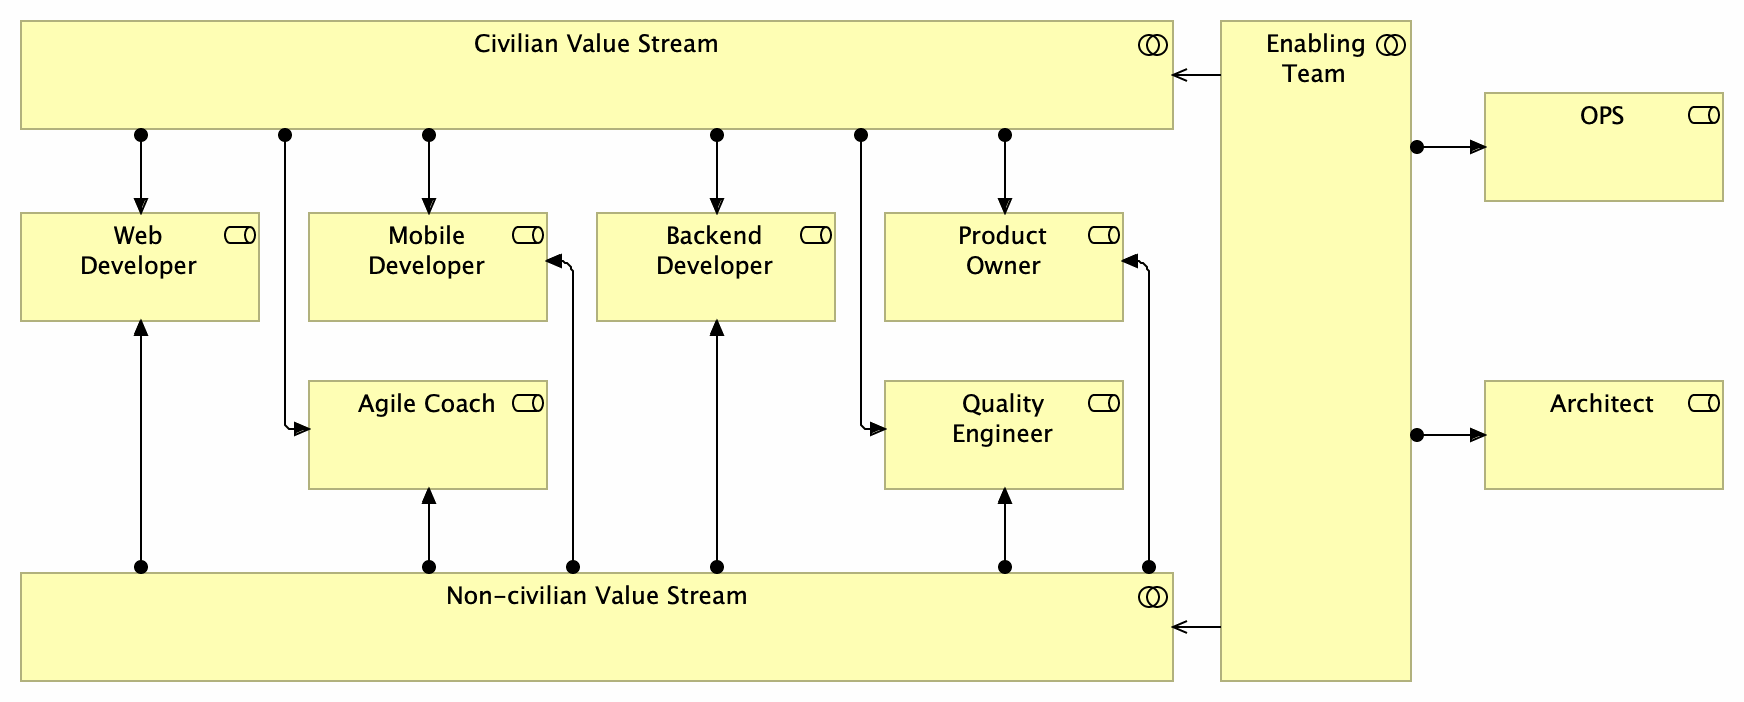 Civilian Value Stream
Enabling
Team
OPS
Web
Developer
Mobile
Developer
Backend
Developer
Product
Owner
Agile Coach
Quality
Engineer
Architect
Non-civilian Value Stream